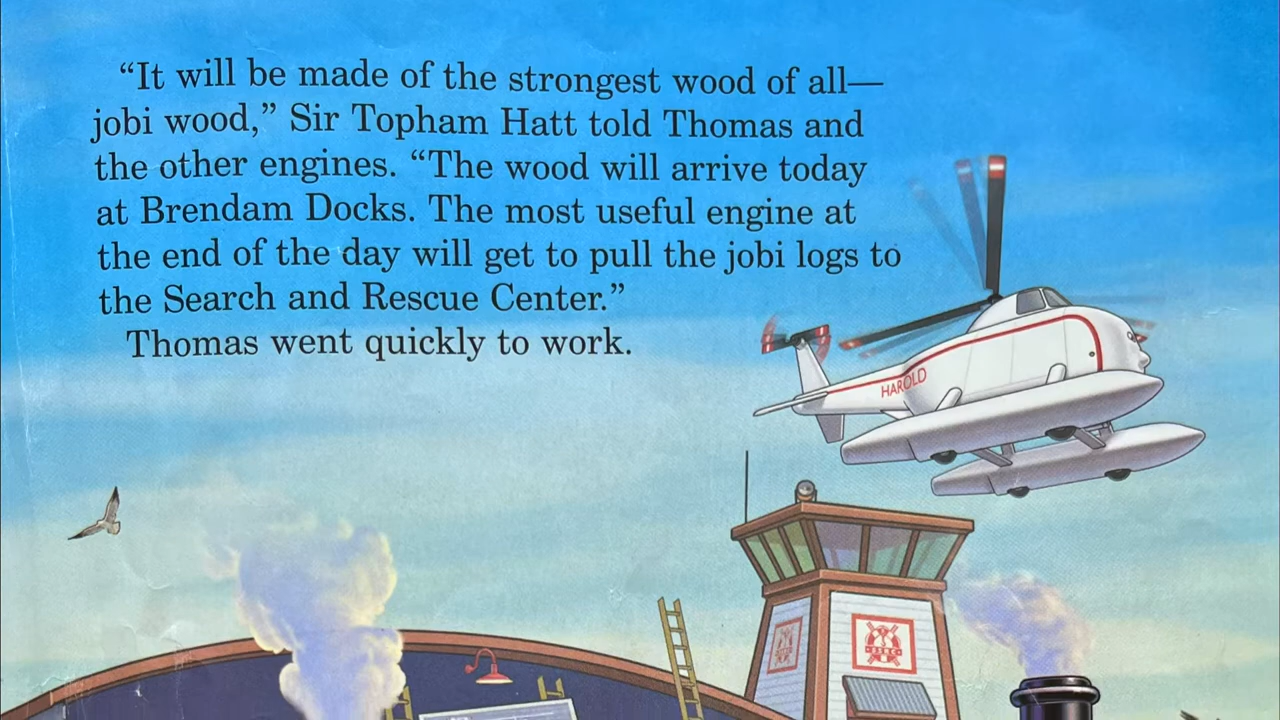 “It will be made of the strongest wood of all—
jobi wood,” Sir Topham Hatt told Thomas and
the other engines. “The wood will arrive today
at Brendam Docks. The most useful engine at
the end of the day will get to pull the jobi logs to
the Search and Rescue Center.”
Thomas went quickly to work.
HAROLD